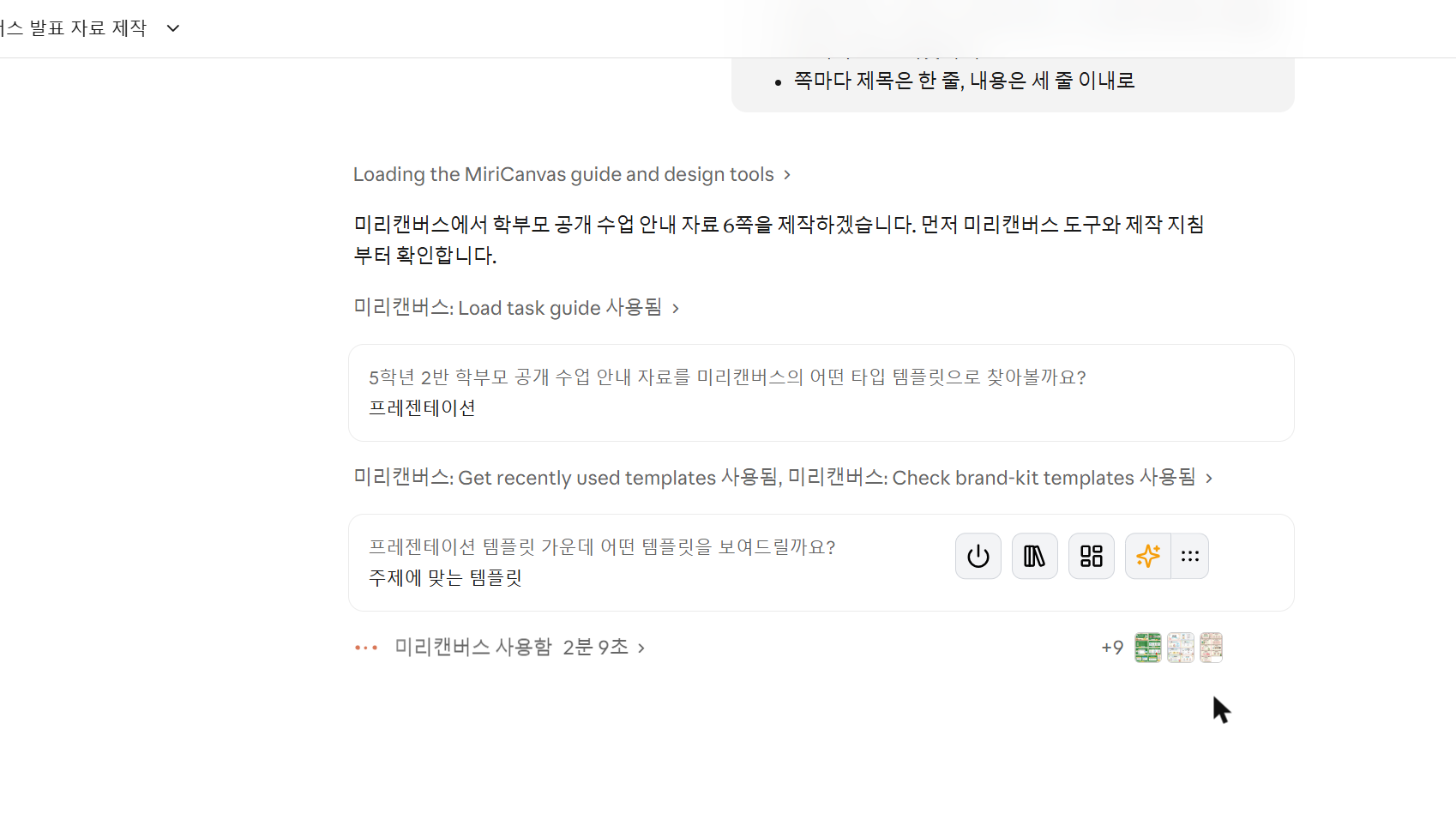 스 발표 자료 제작
쪽마다 제목은 한 줄, 내용은 세 줄 이내로
Loading the MiriCanvas guide and design tools
미리캔버스에서 학부모 공개 수업 안내 자료 6쪽을 제작하겠습니다. 먼저 미리캔버스 도구와 제작 지침
부터 확인합니다.
미리캔버스: Load task guide 사용됨
5학년 2반 학부모 공개 수업 안내 자료를 미리캔버스의 어떤 타입 템플릿으로 찾아볼까요?
프레젠테이션
미리캔버스: Get recently used templates 사용됨, 미리캔버스: Check brand-kit templates 사용됨
프레젠테이션 템플릿 가운데 어떤 템플릿을 보여드릴까요?
주제에 맞는 템플릿
미리캔버스 사용함 2분 9초
+9